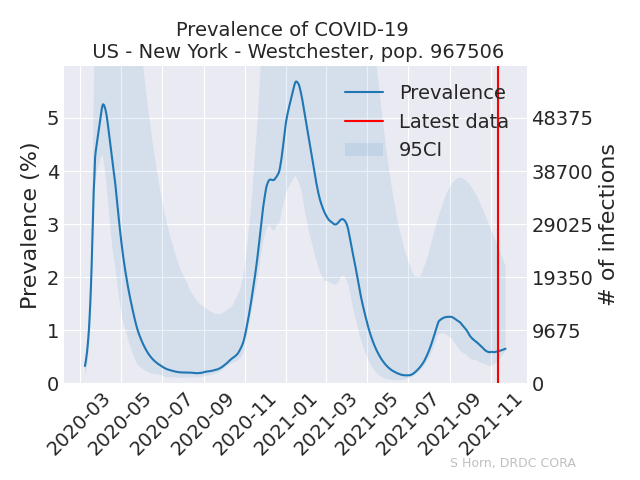 Prevalence of COVID-19
US - New York - Westchester, pop. 967506
Prevalence
Latest data
95CI
Prevalence (%)
5
4
3
2
1
0
48375
38700
29025
19350
9675
0
# of infections
2020-03
2020-05
2020-07
2020-09
2020-11
2021-01
2021-03
2021-05
2021-07
2021-09
2021-11
S Horn, DRDC CORA